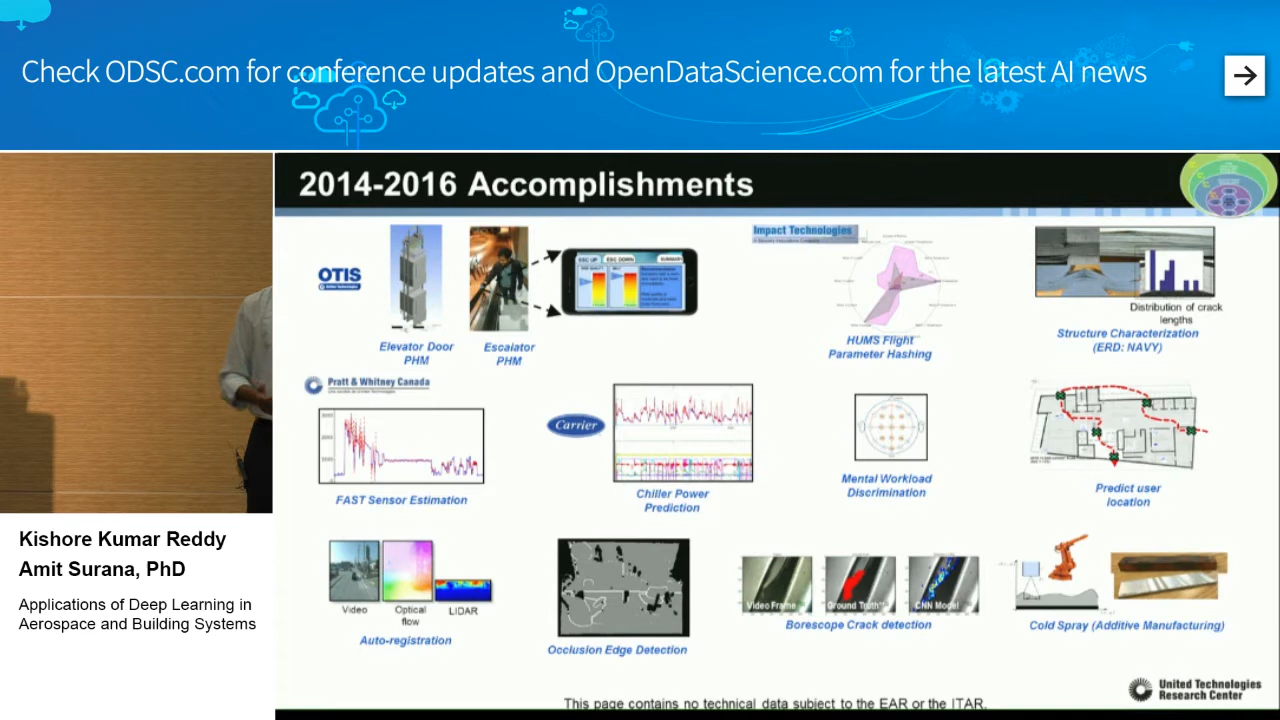 Check ODSC.com for conference updates and OpenDataScience.com for the latest AI news
2014-2016 Accomplishments
OTIS
ESC UP
ESC DOWN
SUMMARY
Elevator Door
PHM
Escalator
PHM
Impact Technologies
HUMS Flight
Parameter Hashing
Distribution of crack
lengths
Structure Characterization
(ERD: NAVY)
Pratt & Whitney Canada
FAST Sensor Estimation
Carrier
Chiller Power
Prediction
Mental Workload
Discrimination
Predict user
location
Video
Optical
flow
LIDAR
Auto-registration
Occlusion Edge Detection
Video Frame
Ground Truth
CNN Model
Borescope Crack detection
Cold Spray (Additive Manufacturing)
United Technologies
Research Center
This page contains no technical data subject to the EAR or the ITAR.
Kishore Kumar Reddy
Amit Surana, PhD
Applications of Deep Learning in
Aerospace and Building Systems